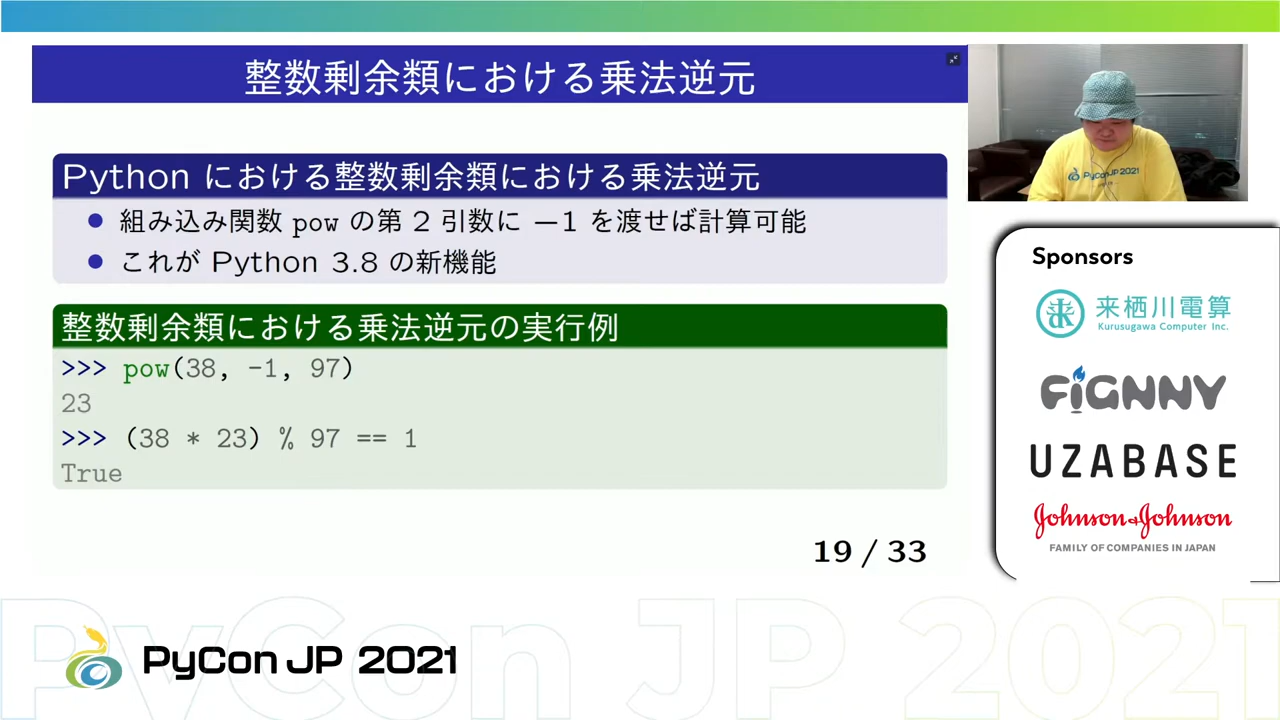 整数剰余類における乗法逆元
Python における整数剰余類における乗法逆元
組み込み関数 pow の第 2 引数に −1 を渡せば計算可能
これが Python 3.8 の新機能
整数剰余類における乗法逆元の実行例
>>> pow(38, -1, 97)
23
>>> (38 * 23) % 97 == 1
True
19 / 33
PyCon JP 2021
Sponsors
来栖川電算
Kurusugawa Computer Inc.
FiGNNY
UZABASE
Johnson&Johnson
FAMILY OF COMPANIES IN JAPAN
PyCon JP 2021
PyCon JP 2021